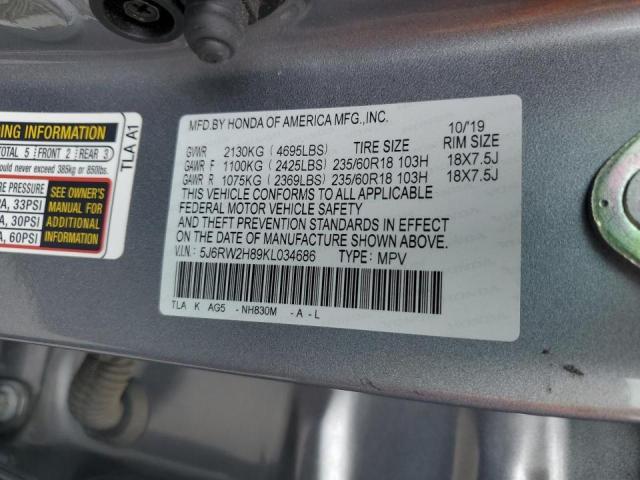 DING INFORMATION
TOTAL 5 FRONT 2 REAR 3
ould never exceed 385kg or 850lbs.
E PRESSURE
PA, 33PSI
A, 30PSI
A, 60PSI
SEE OWNER'S
MANUAL FOR
ADDITIONAL
INFORMATION
TLA A1
MFD.BY HONDA OF AMERICA MFG.,INC. 10/19
GVWR 2130KG ( 4695LBS) TIRE SIZE RIM SIZE
GAWR F 1100KG ( 2425LBS) 235/60R18 103H 18X7.5J
GAWR R 1075KG ( 2369LBS) 235/60R18 103H 18X7.5J
THIS VEHICLE CONFORMS TO ALL APPLICABLE
FEDERAL MOTOR VEHICLE SAFETY
AND THEFT PREVENTION STANDARDS IN EFFECT
ON THE DATE OF MANUFACTURE SHOWN ABOVE.
V.I.N.: 5J6RW2H89KL034686 TYPE: MPV
TLA K AG5 -NH830M -A-L